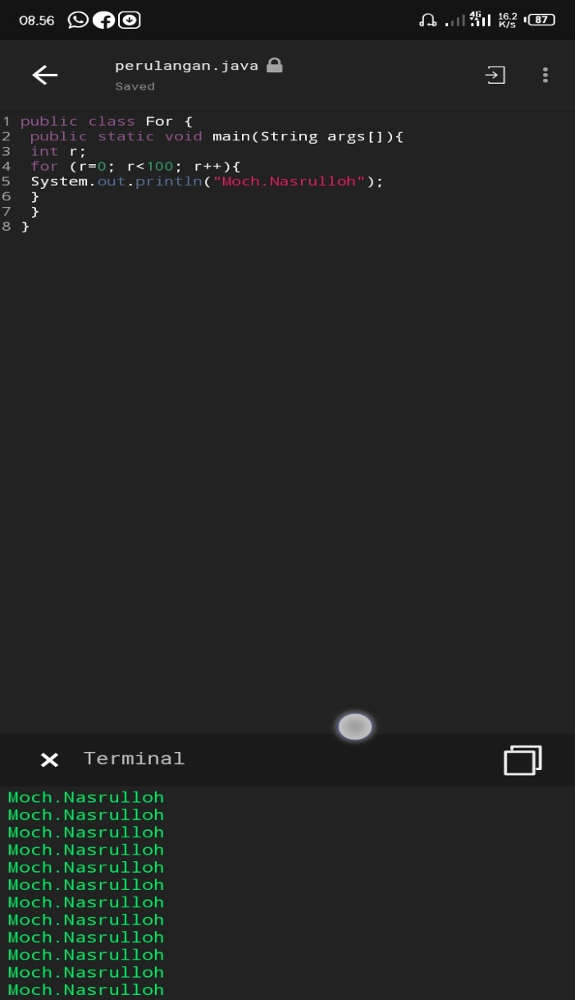 08.56 4G 16.2 K/s 87
perulangan.java
Saved
1 public class For {
2  public static void main(String args[]){
3  int r;
4  for (r=0; r<100; r++){
5  System.out.println("Moch.Nasrulloh");
6  }
7  }
8 }
Terminal
Moch.Nasrulloh
Moch.Nasrulloh
Moch.Nasrulloh
Moch.Nasrulloh
Moch.Nasrulloh
Moch.Nasrulloh
Moch.Nasrulloh
Moch.Nasrulloh
Moch.Nasrulloh
Moch.Nasrulloh
Moch.Nasrulloh
Moch.Nasrulloh